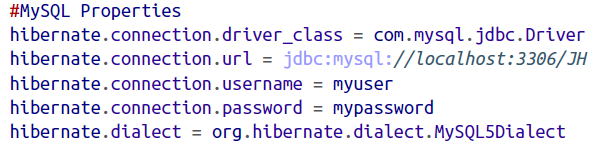 #MySQL Properties
hibernate.connection.driver_class = com.mysql.jdbc.Driver
hibernate.connection.url = jdbc:mysql://localhost:3306/JH
hibernate.connection.username = myuser
hibernate.connection.password = mypassword
hibernate.dialect = org.hibernate.dialect.MySQL5Dialect